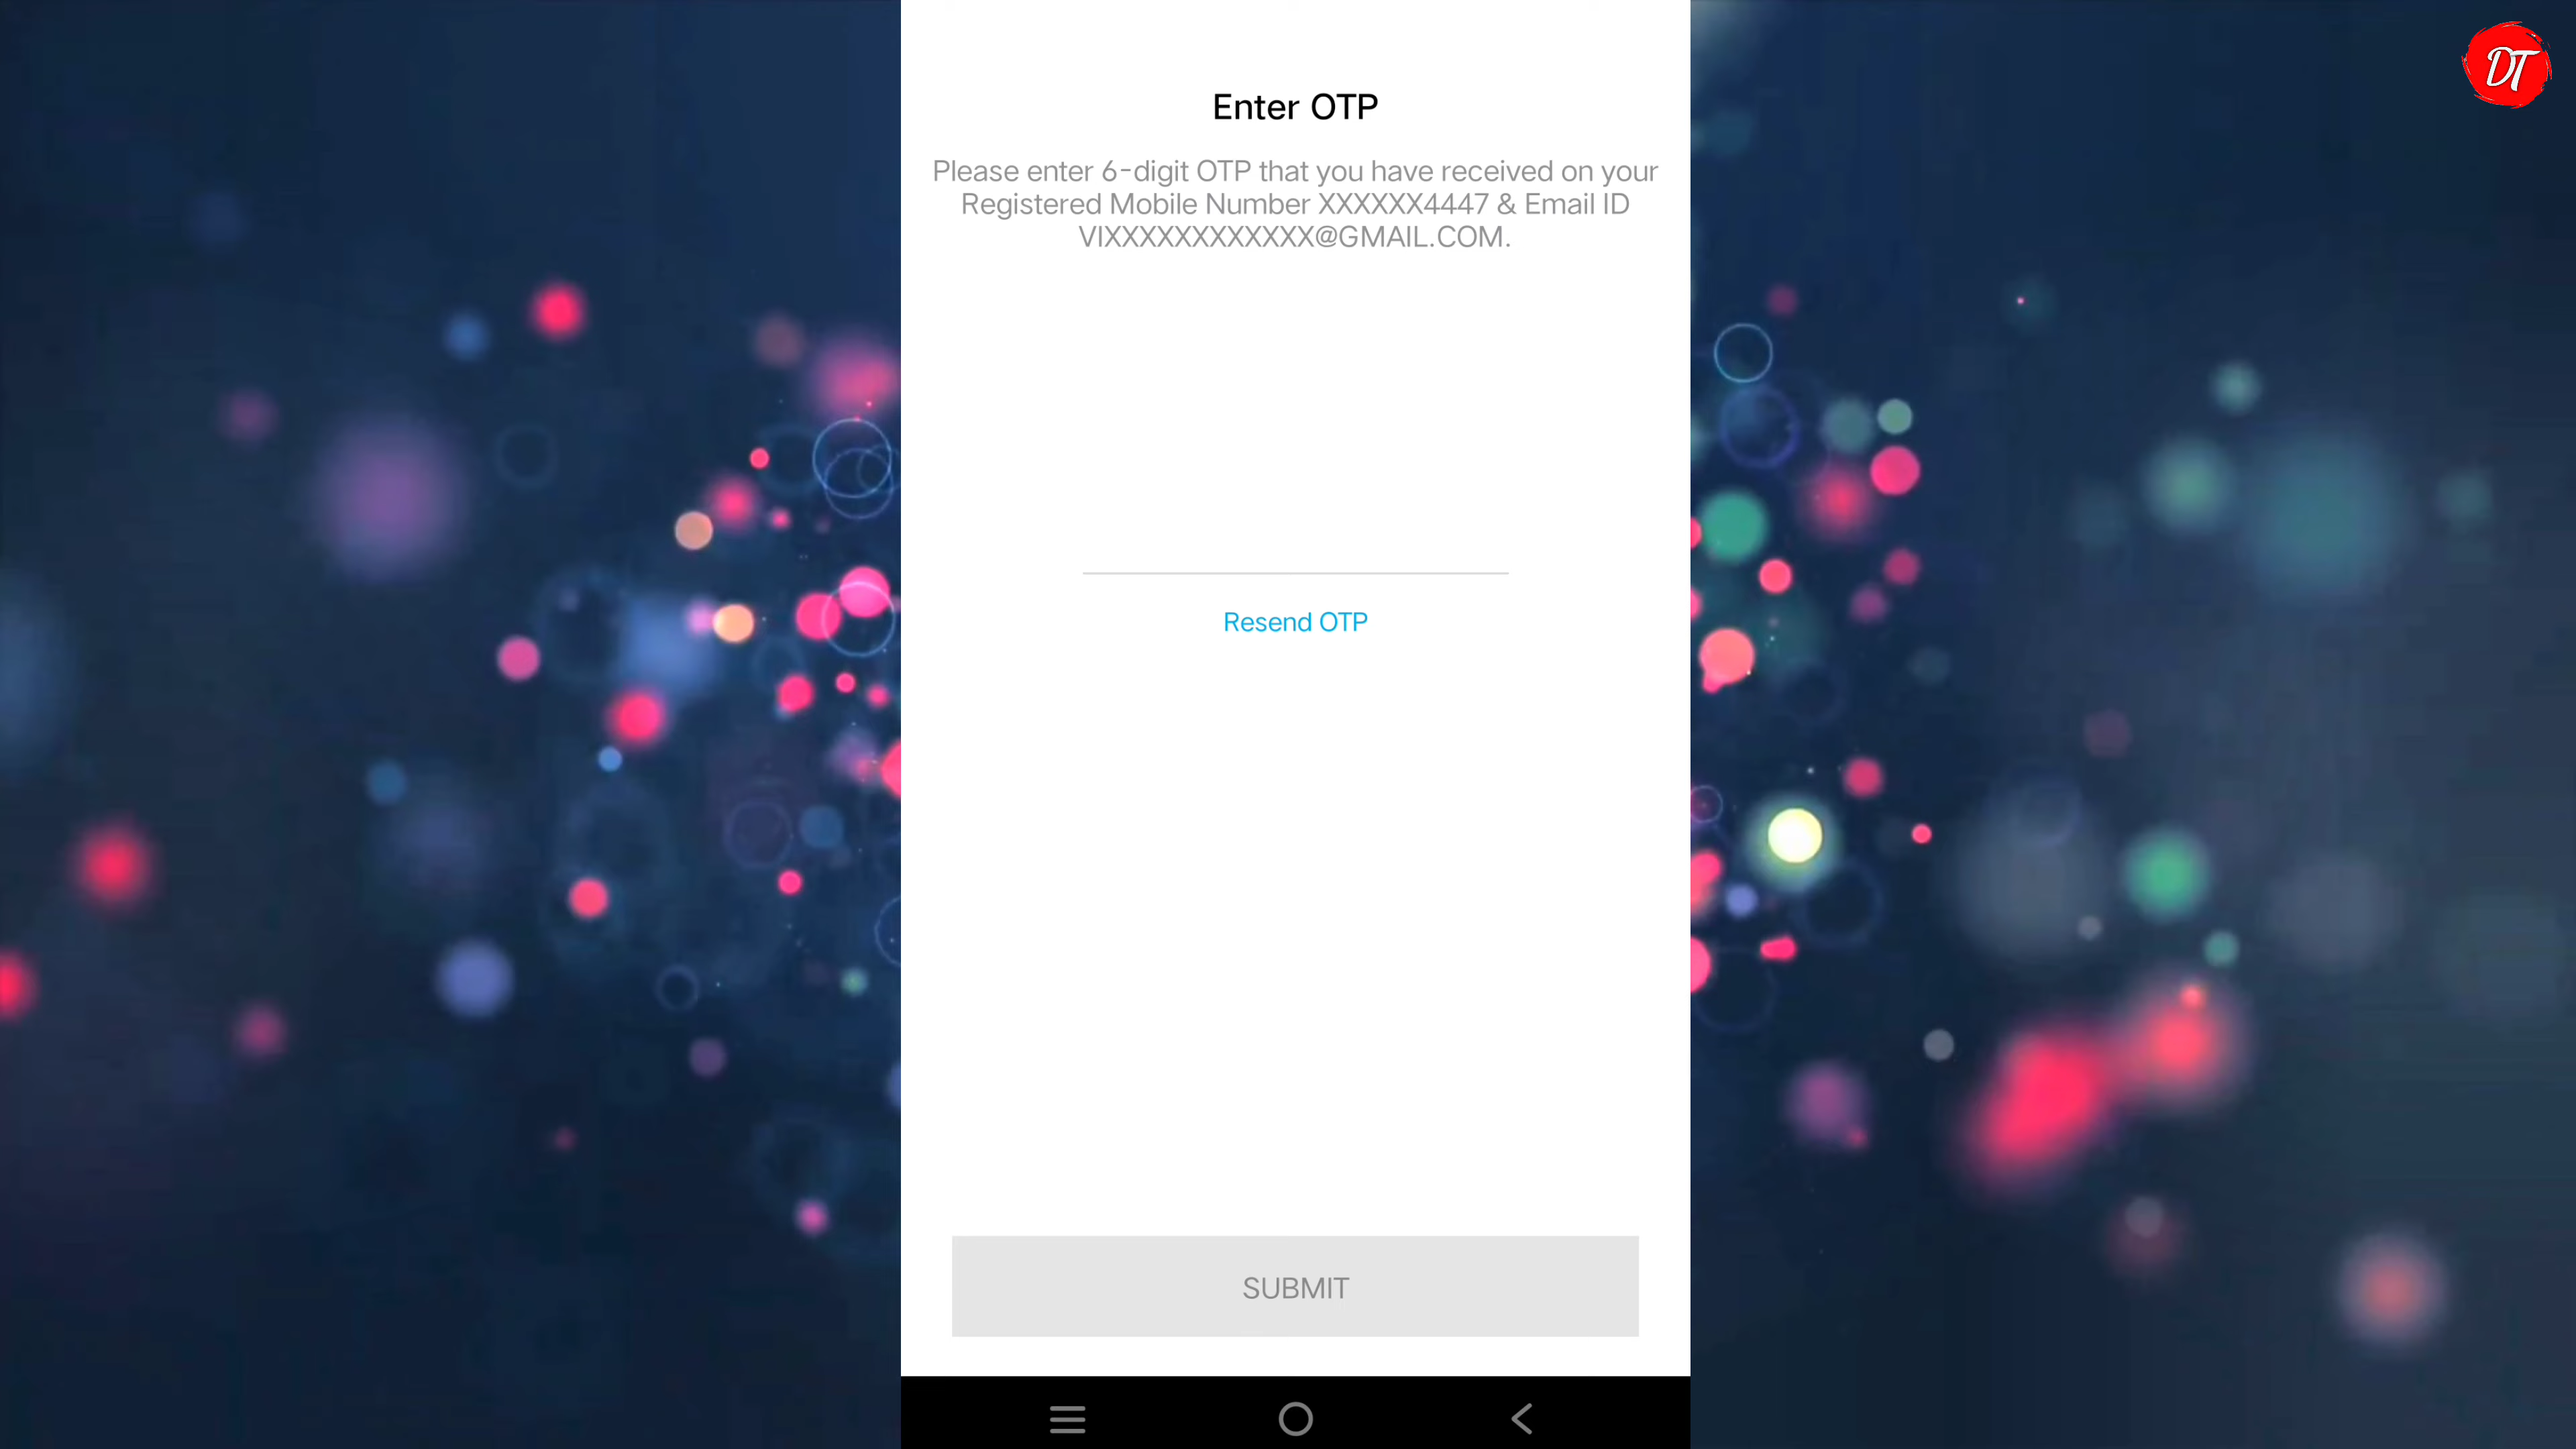 DT
Enter OTP
Please enter 6-digit OTP that you have received on your
Registered Mobile Number XXXXXX4447 & Email ID
VIXXXXXXXXXXXX@GMAIL.COM.
Resend OTP
SUBMIT